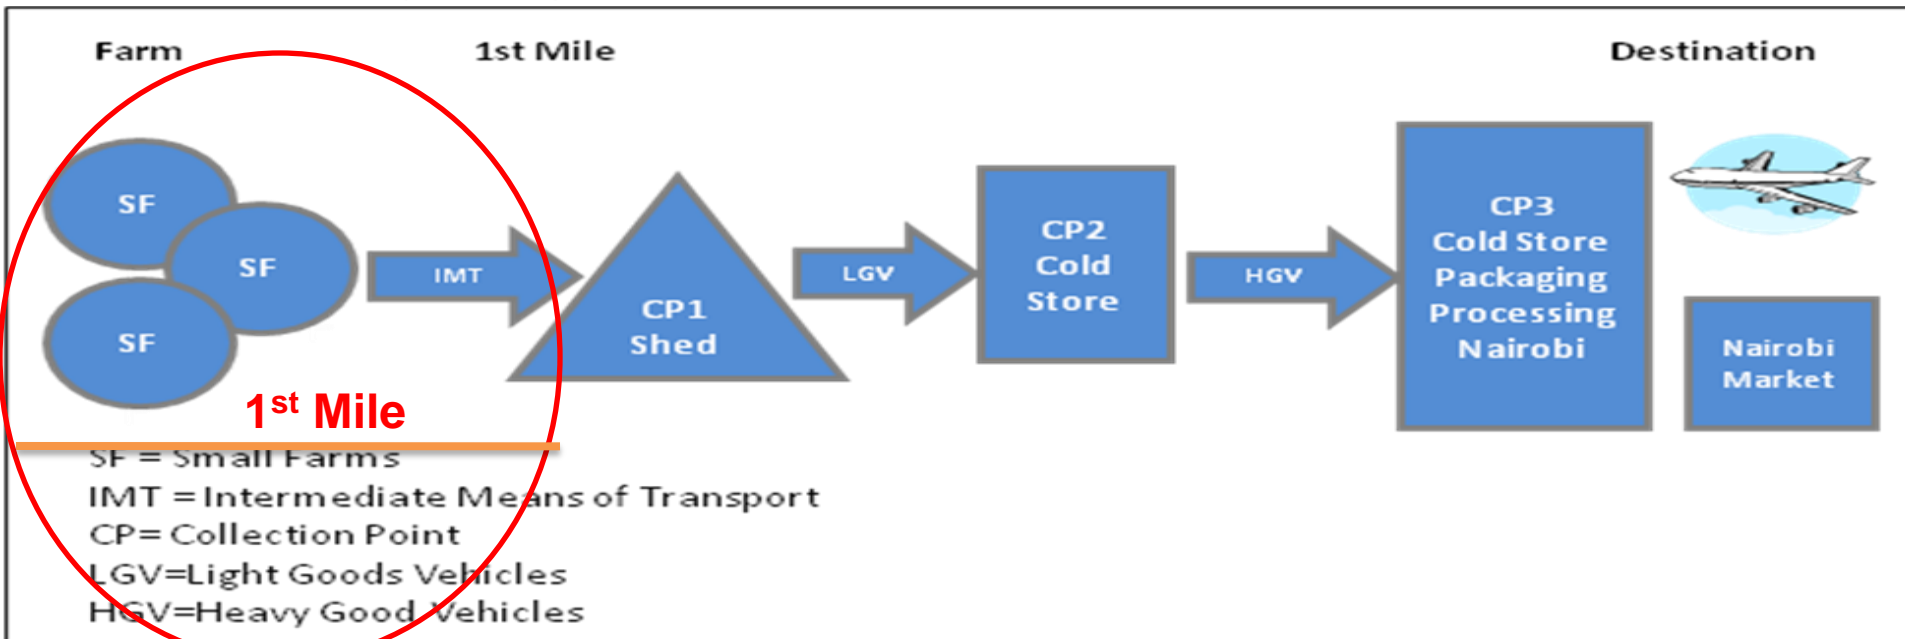 Farm
1st Mile
Destination
SF
SF
SF
IMT
CP1
Shed
LGV
CP2
Cold
Store
HGV
CP3
Cold Store
Packaging
Processing
Nairobi
Nairobi
Market
1st Mile
SF = Small Farms
IMT = Intermediate Means of Transport
CP= Collection Point
LGV=Light Goods Vehicles
HGV=Heavy Good Vehicles